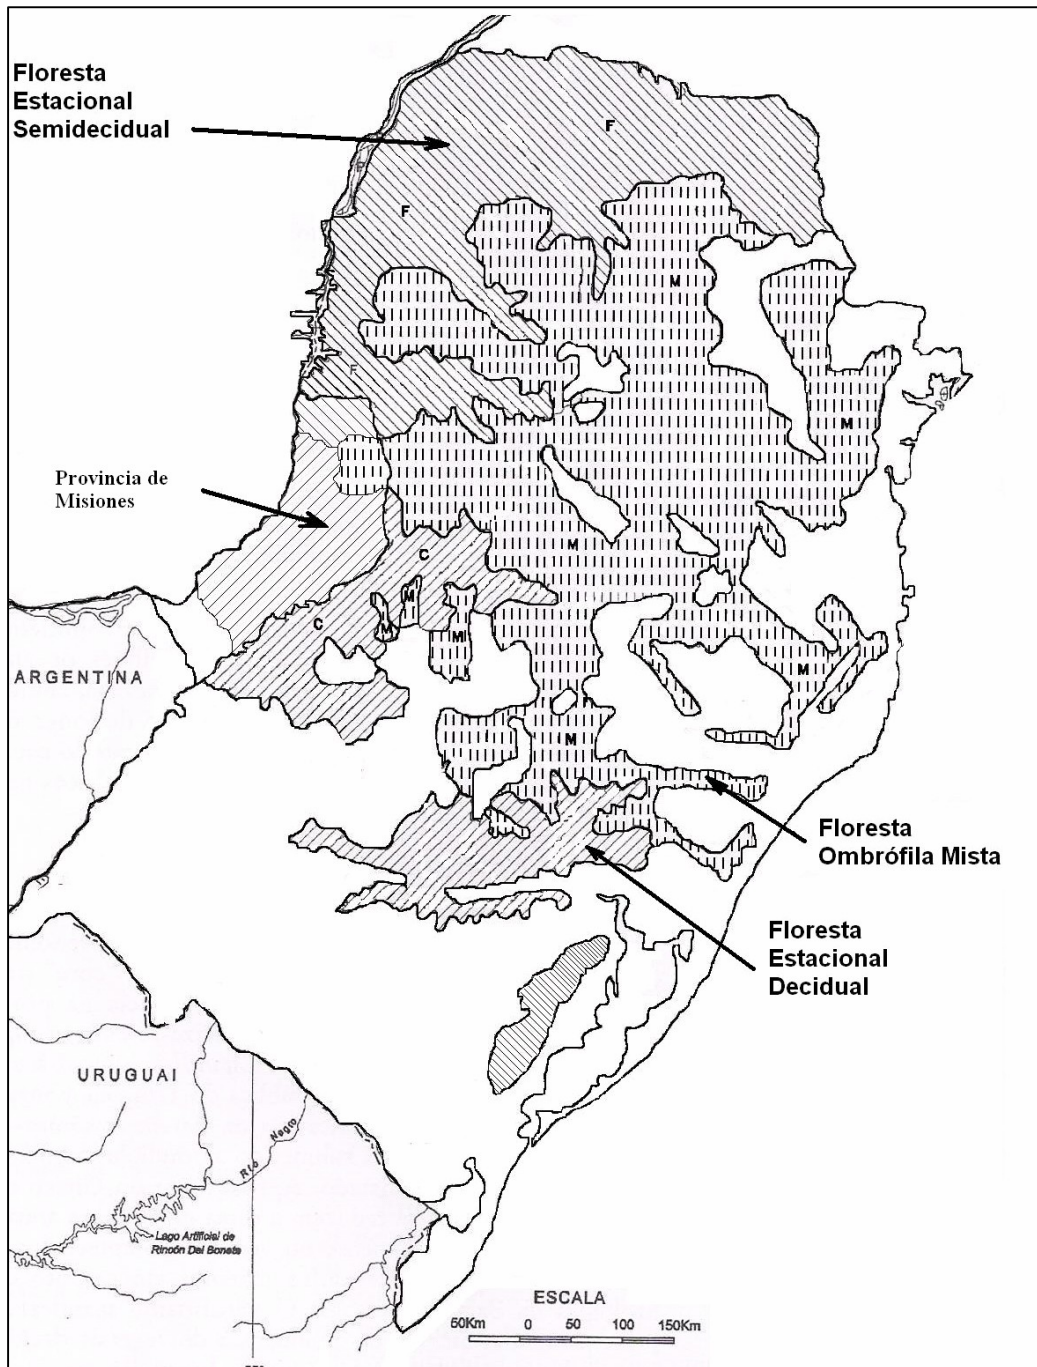 Floresta
Estacional
Semidecidual
F
F
M
F
M
Provincia de
Misiones
M
C
M
C
M
M
M
ARGENTINA
M
Floresta
Ombrófila Mista
Floresta
Estacional
Decidual
URUGUAI
Río Negro
Lago Artificial de
Rincón Del Bonete
ESCALA
50Km 0 50 100 150Km